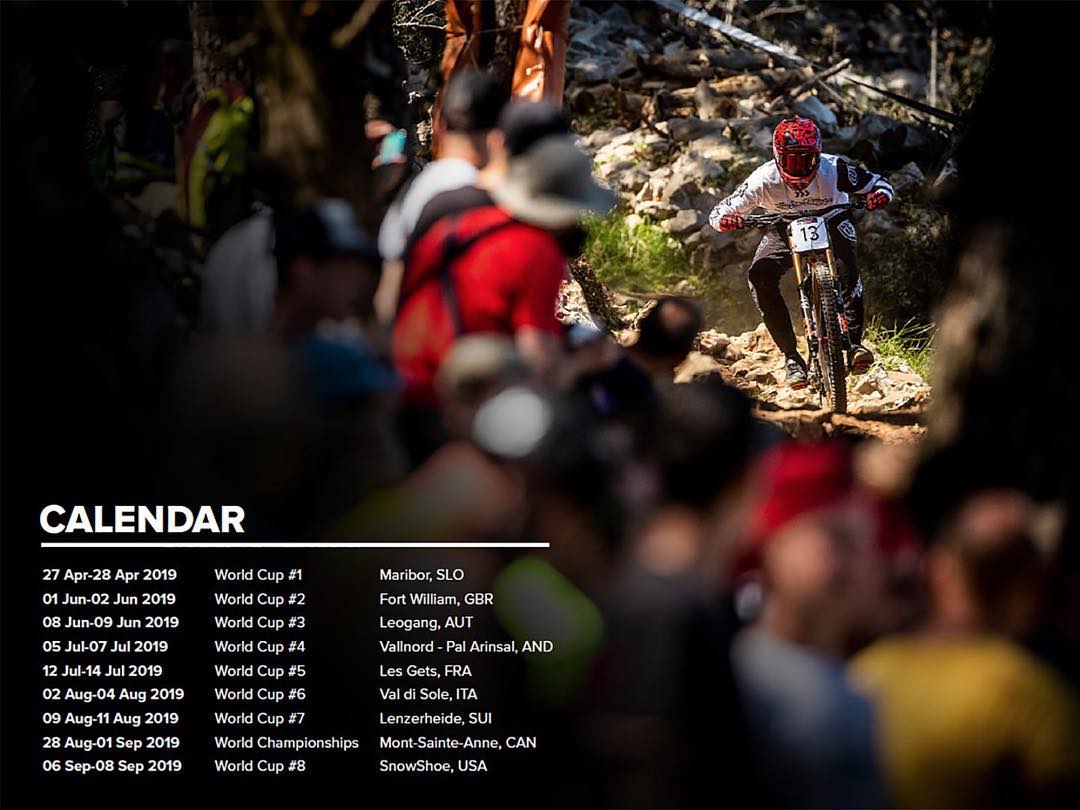 13
CALENDAR
27 Apr-28 Apr 2019 World Cup #1 Maribor, SLO
01 Jun-02 Jun 2019 World Cup #2 Fort William, GBR
08 Jun-09 Jun 2019 World Cup #3 Leogang, AUT
05 Jul-07 Jul 2019 World Cup #4 Vallnord - Pal Arinsal, AND
12 Jul-14 Jul 2019 World Cup #5 Les Gets, FRA
02 Aug-04 Aug 2019 World Cup #6 Val di Sole, ITA
09 Aug-11 Aug 2019 World Cup #7 Lenzerheide, SUI
28 Aug-01 Sep 2019 World Championships Mont-Sainte-Anne, CAN
06 Sep-08 Sep 2019 World Cup #8 SnowShoe, USA